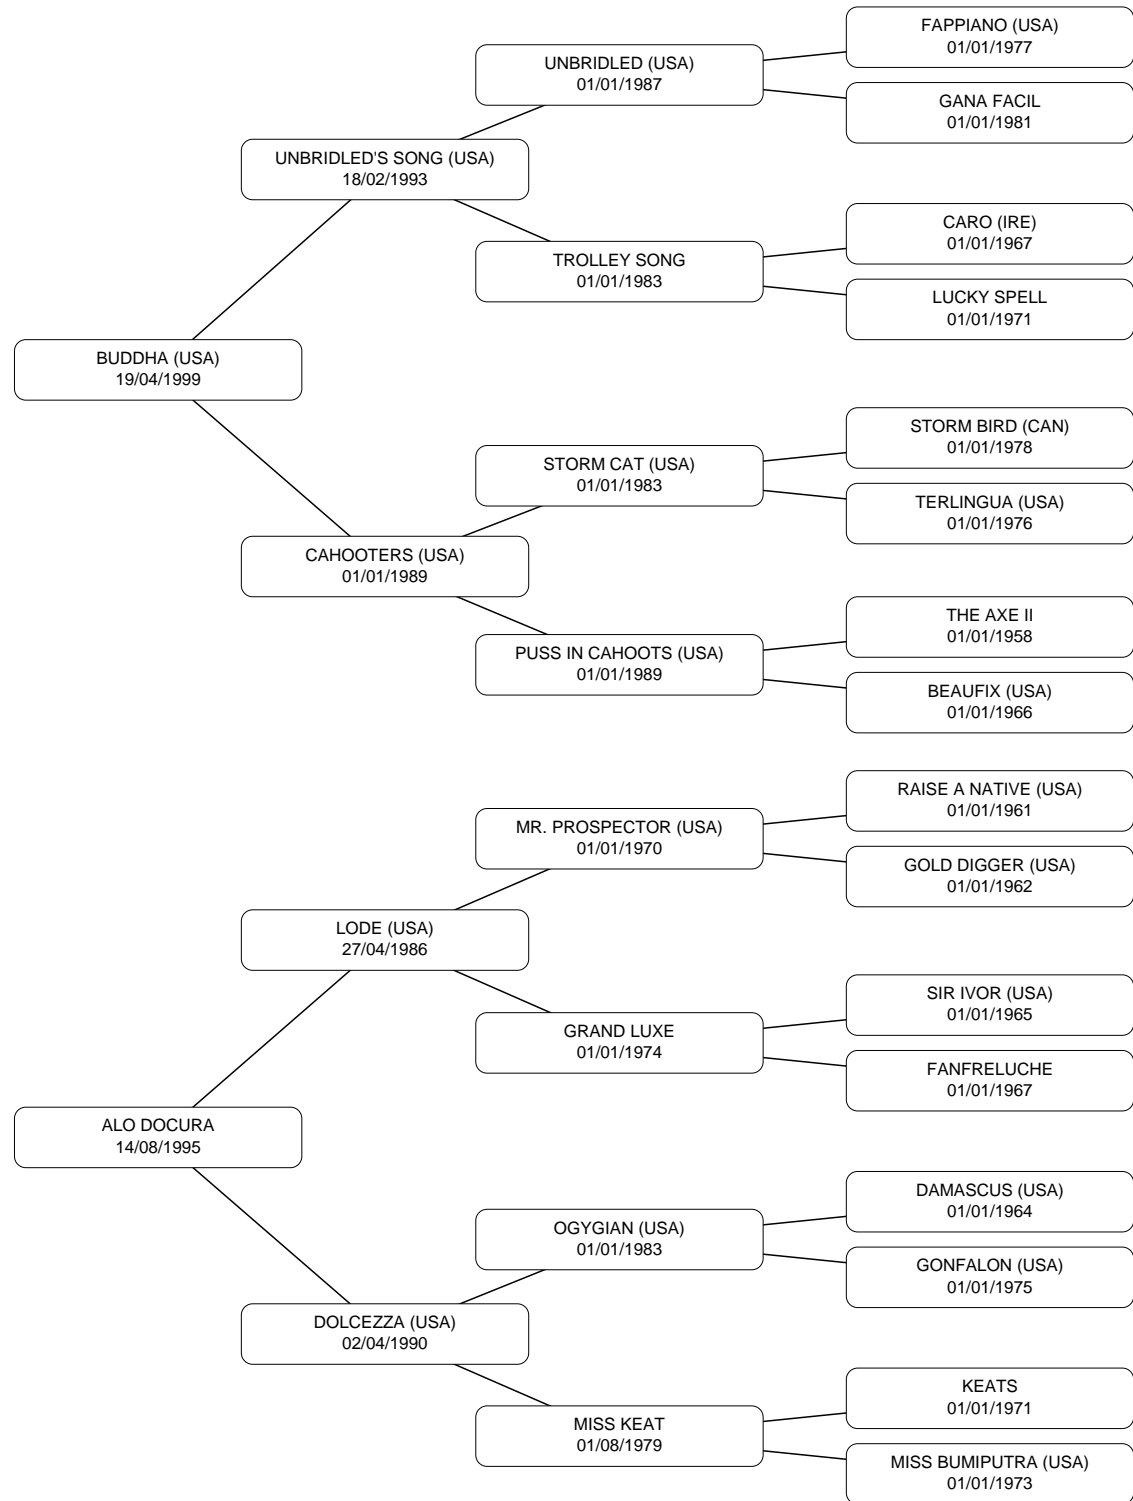 FAPPIANO (USA)
01/01/1977
UNBRIDLED (USA)
01/01/1987
GANA FACIL
01/01/1981
UNBRIDLED'S SONG (USA)
18/02/1993
CARO (IRE)
01/01/1967
TROLLEY SONG
01/01/1983
LUCKY SPELL
01/01/1971
BUDDHA (USA)
19/04/1999
STORM BIRD (CAN)
01/01/1978
STORM CAT (USA)
01/01/1983
TERLINGUA (USA)
01/01/1976
CAHOOTERS (USA)
01/01/1989
THE AXE II
01/01/1958
PUSS IN CAHOOTS (USA)
01/01/1989
BEAUFIX (USA)
01/01/1966
RAISE A NATIVE (USA)
01/01/1961
MR. PROSPECTOR (USA)
01/01/1970
GOLD DIGGER (USA)
01/01/1962
LODE (USA)
27/04/1986
SIR IVOR (USA)
01/01/1965
GRAND LUXE
01/01/1974
FANFRELUCHE
01/01/1967
ALO DOCURA
14/08/1995
DAMASCUS (USA)
01/01/1964
OGYGIAN (USA)
01/01/1983
GONFALON (USA)
01/01/1975
DOLCEZZA (USA)
02/04/1990
KEATS
01/01/1971
MISS KEAT
01/08/1979
MISS BUMIPUTRA (USA)
01/01/1973